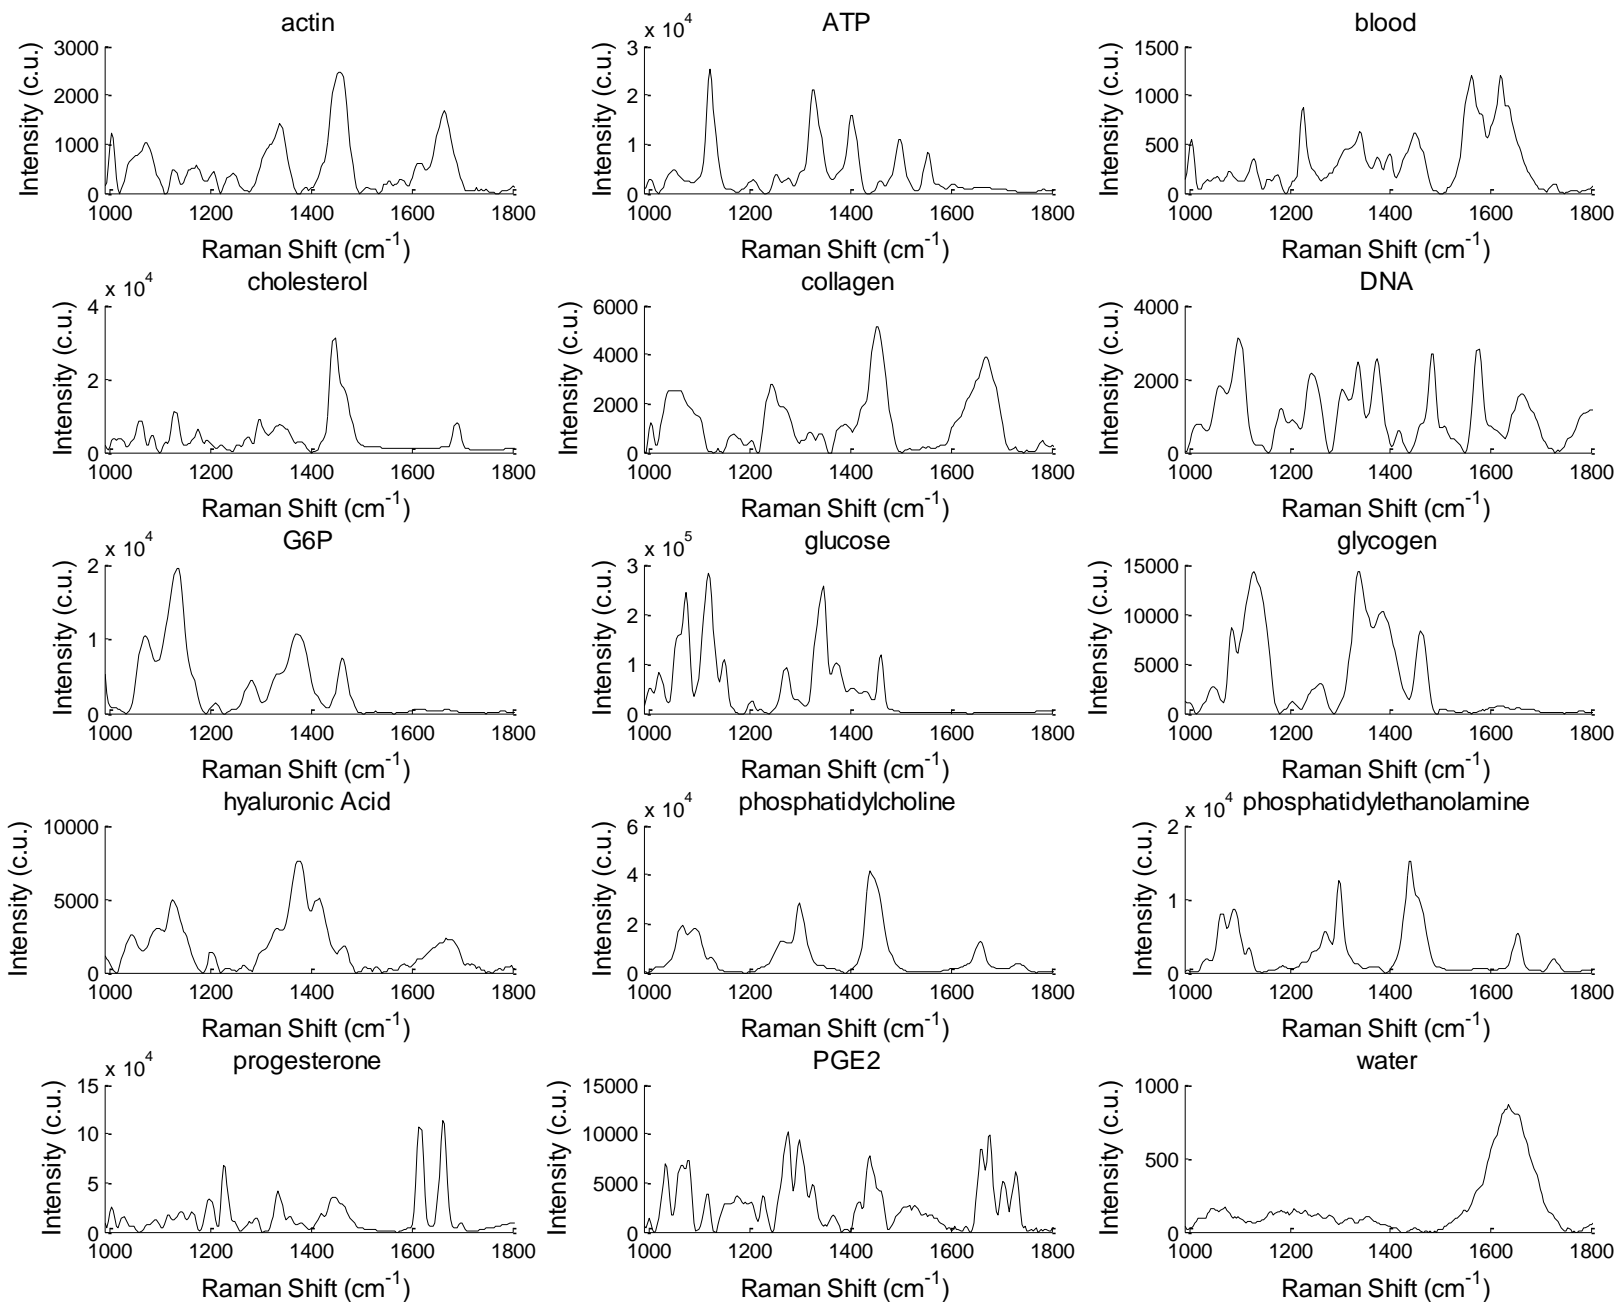 actin
Intensity (c.u.)
3000
2000
1000
0
1000 1200 1400 1600 1800
Raman Shift (cm-1)
ATP
x 10^4
Intensity (c.u.)
3
2
1
0
1000 1200 1400 1600 1800
Raman Shift (cm-1)
blood
Intensity (c.u.)
1500
1000
500
0
1000 1200 1400 1600 1800
Raman Shift (cm-1)
cholesterol
x 10^4
Intensity (c.u.)
4
2
0
1000 1200 1400 1600 1800
Raman Shift (cm-1)
collagen
Intensity (c.u.)
6000
4000
2000
0
1000 1200 1400 1600 1800
Raman Shift (cm-1)
DNA
Intensity (c.u.)
4000
2000
0
1000 1200 1400 1600 1800
Raman Shift (cm-1)
G6P
x 10^4
Intensity (c.u.)
2
1
0
1000 1200 1400 1600 1800
Raman Shift (cm-1)
glucose
x 10^5
Intensity (c.u.)
3
2
1
0
1000 1200 1400 1600 1800
Raman Shift (cm-1)
glycogen
Intensity (c.u.)
15000
10000
5000
0
1000 1200 1400 1600 1800
Raman Shift (cm-1)
hyaluronic Acid
Intensity (c.u.)
10000
5000
0
1000 1200 1400 1600 1800
Raman Shift (cm-1)
phosphatidylcholine
x 10^4
Intensity (c.u.)
6
4
2
0
1000 1200 1400 1600 1800
Raman Shift (cm-1)
phosphatidylethanolamine
x 10^4
Intensity (c.u.)
2
1
0
1000 1200 1400 1600 1800
Raman Shift (cm-1)
progesterone
x 10^4
Intensity (c.u.)
15
10
5
0
1000 1200 1400 1600 1800
Raman Shift (cm-1)
PGE2
Intensity (c.u.)
15000
10000
5000
0
1000 1200 1400 1600 1800
Raman Shift (cm-1)
water
Intensity (c.u.)
1000
500
0
1000 1200 1400 1600 1800
Raman Shift (cm-1)